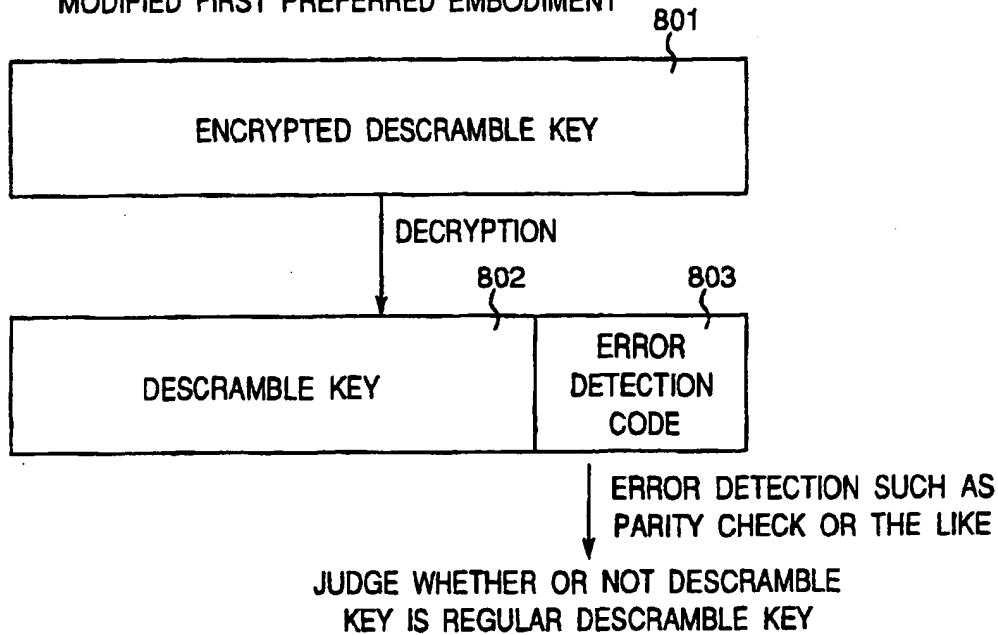 MODIFIED FIRST PREFERRED EMBODIMENT
801
ENCRYPTED DESCRAMBLE KEY
DECRYPTION
802
803
DESCRAMBLE KEY
ERROR
DETECTION
CODE
ERROR DETECTION SUCH AS
PARITY CHECK OR THE LIKE
JUDGE WHETHER OR NOT DESCRAMBLE
KEY IS REGULAR DESCRAMBLE KEY